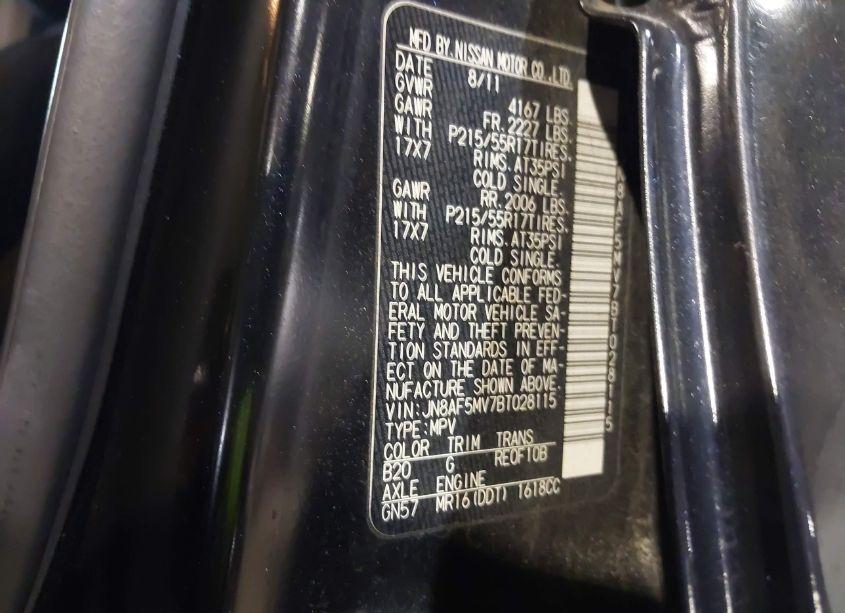 MFD BY NISSAN MOTOR CO.,LTD.
DATE 8/11
GVWR 4167 LBS.
GAWR FR. 2227 LBS.
WITH P215/55R17TIRES.
17X7 RIMS. AT35PSI
COLD SINGLE.
GAWR RR. 2006 LBS.
WITH P215/55R17TIRES.
17X7 RIMS. AT35PSI
COLD SINGLE.
THIS VEHICLE CONFORMS
TO ALL APPLICABLE FED-
ERAL MOTOR VEHICLE SA-
FETY AND THEFT PREVEN-
TION STANDARDS IN EFF-
ECT ON THE DATE OF MA-
NUFACTURE SHOWN ABOVE.
VIN: JN8AF5MV7BT028115
TYPE: MPV
COLOR TRIM TRANS
B20 G RE0F10B
AXLE ENGINE
GN57 MR16(DDT) 1618CC